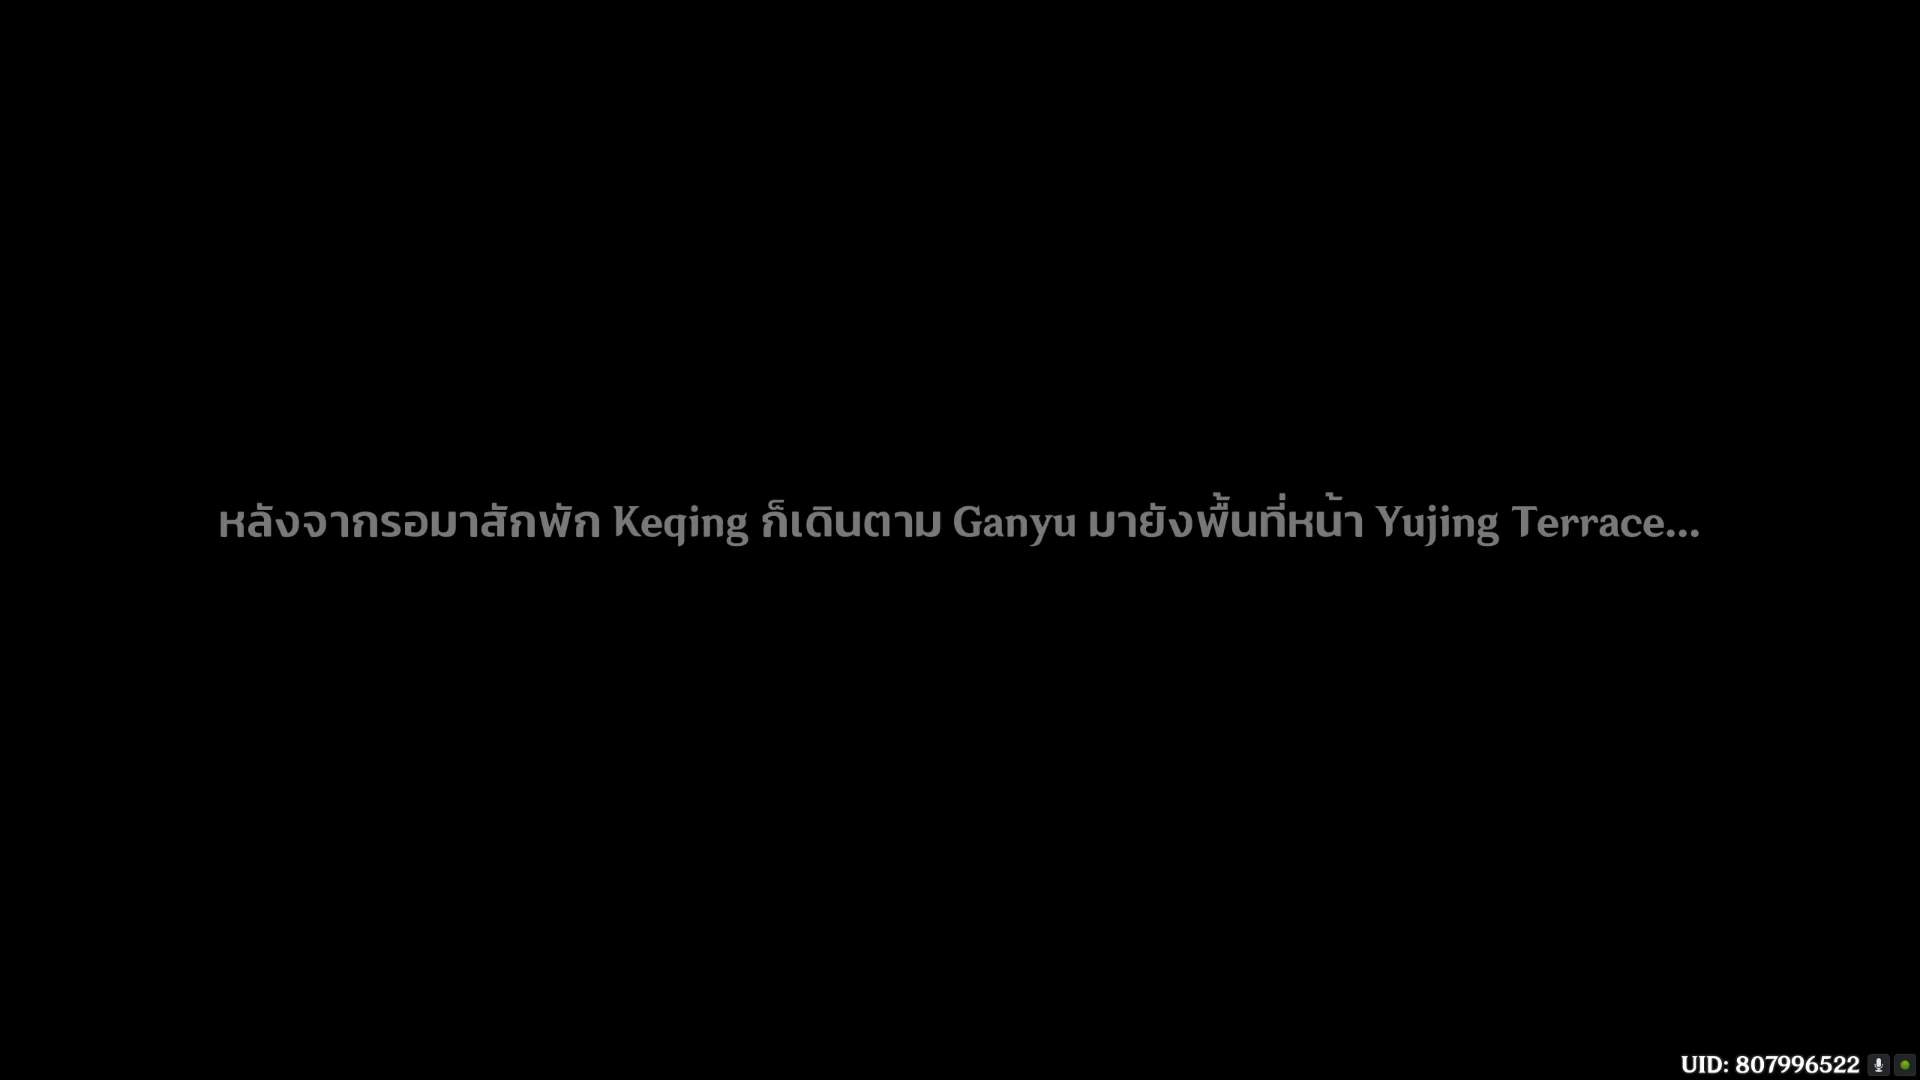 หลังจากรอมาสักพัก Keqing ก็เดินตาม Ganyu มายังพื้นที่หน้า Yujing Terrace...
UID: 807996522